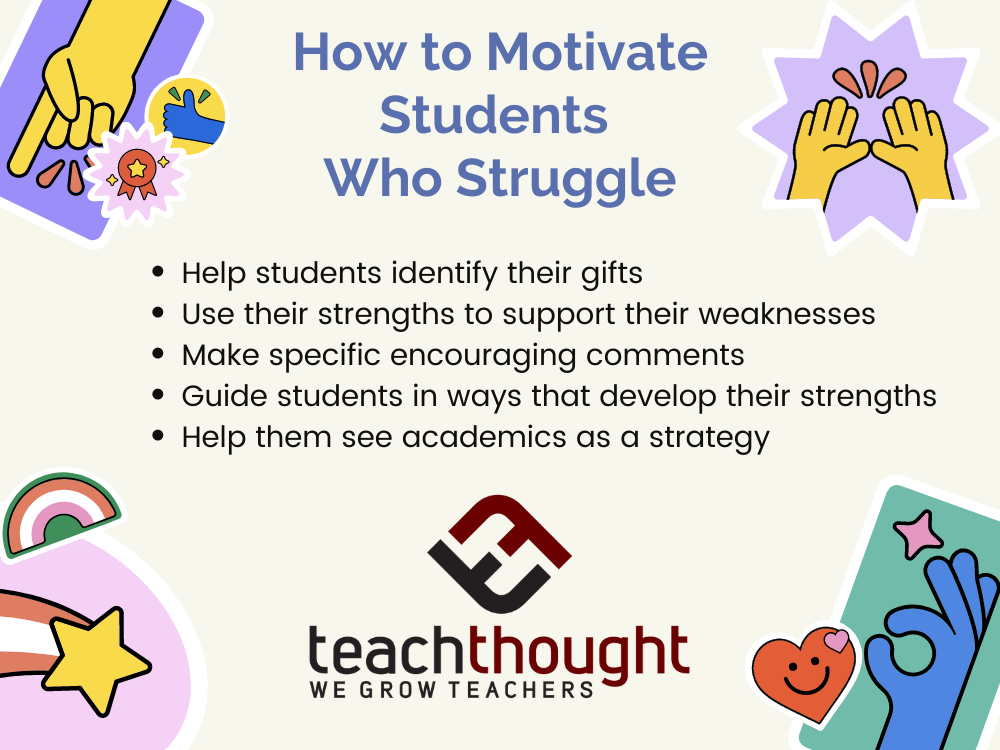 How to Motivate
Students
Who Struggle
• Help students identify their gifts
• Use their strengths to support their weaknesses
• Make specific encouraging comments
• Guide students in ways that develop their strengths
• Help them see academics as a strategy
teachthought
WE GROW TEACHERS